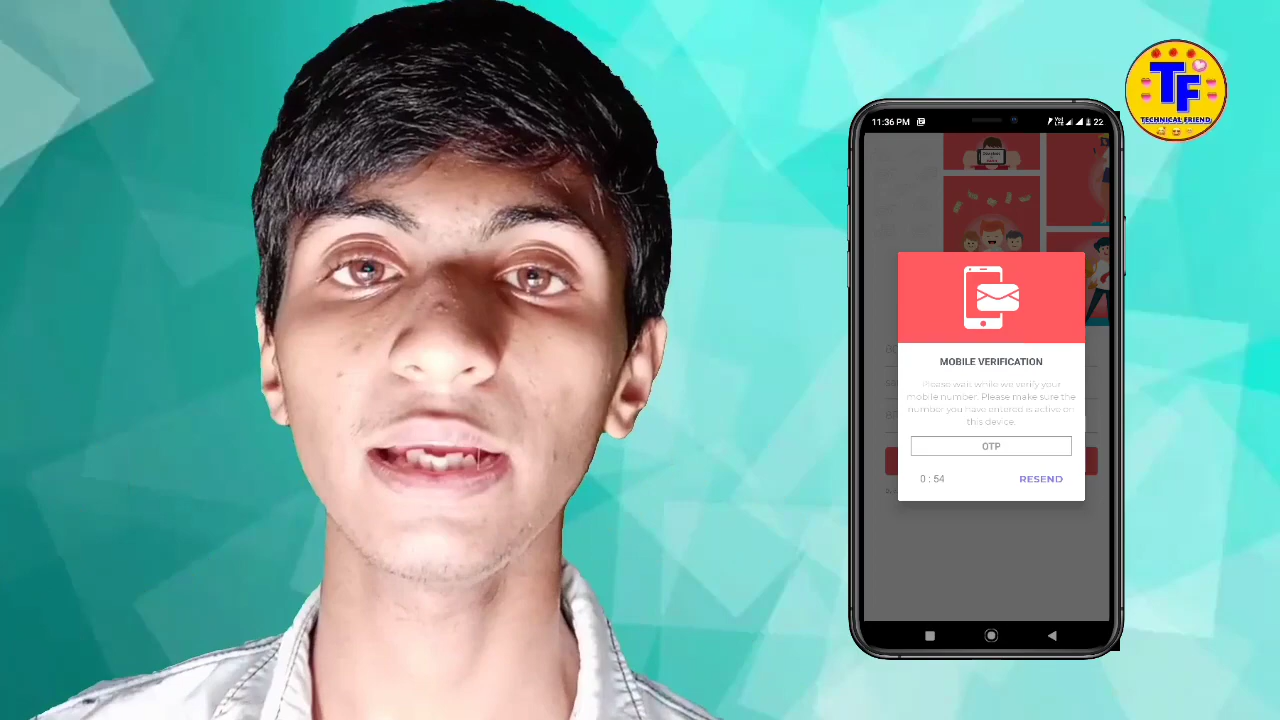 TF
TECHNICAL FRIEND
11:36 PM
22
MOBILE VERIFICATION
Please wait while we verify your
mobile number. Please make sure the
number you have entered is active on
this device.
OTP
0 : 54
RESEND